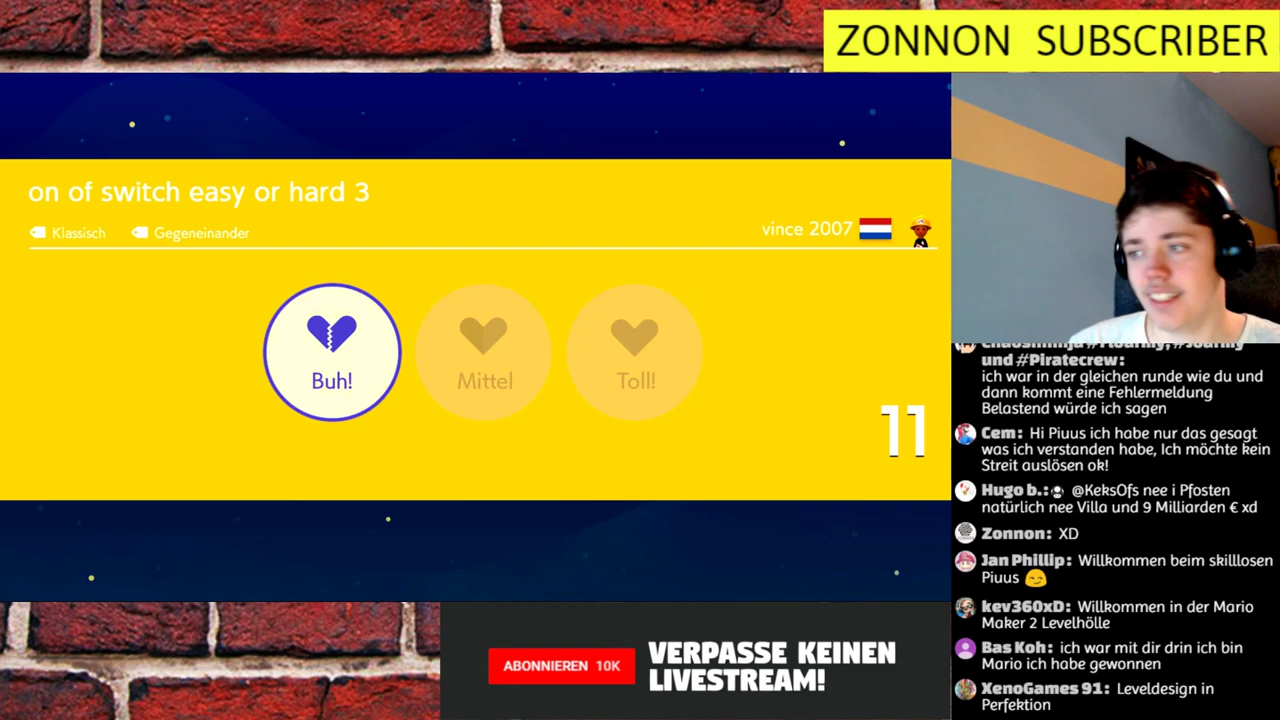 ZONNON SUBSCRIBER
on of switch easy or hard 3
Klassisch Gegeneinander
vince 2007
Buh!
Mittel
Toll!
11
und #Piratecrew:
ich war in der gleichen runde wie du und
dann kommt eine Fehlermeldung
Belastend würde ich sagen
Cem: Hi Piuus ich habe nur das gesagt
was ich verstanden habe, Ich möchte kein
Streit auslösen ok!
Hugo b.: @KeksOfs nee i Pfosten
natürlich nee Villa und 9 Milliarden € xd
Zonnon: XD
Jan Phillip: Willkommen beim skilllosen
Piuus 😏
kev360xD: Willkommen in der Mario
Maker 2 Levelhölle
Bas Koh: ich war mit dir drin ich bin
Mario ich habe gewonnen
XenoGames 91: Leveldesign in
Perfektion
ABONNIEREN 10K
VERPASSE KEINEN
LIVESTREAM!